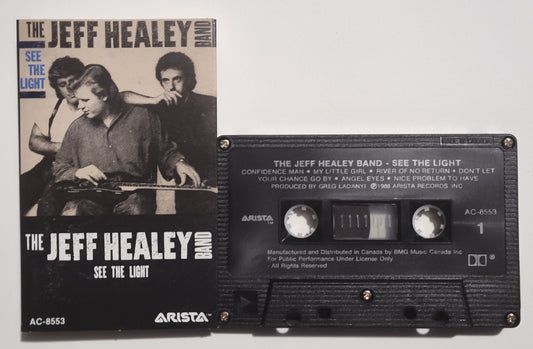 THE JEFF HEALEY BAND
SEE
THE
LIGHT
THE JEFF HEALEY BAND
SEE THE LIGHT
AC-8553 ARISTA™
THE JEFF HEALEY BAND - SEE THE LIGHT
CONFIDENCE MAN • MY LITTLE GIRL • RIVER OF NO RETURN • DON'T LET
YOUR CHANCE GO BY • ANGEL EYES • NICE PROBLEM TO HAVE
PRODUCED BY GREG LADANYI ℗ 1988 ARISTA RECORDS INC
ARISTA™ AC-8553
1
Manufactured and Distributed in Canada by BMG Music Canada Inc
For Public Performance Under License Only
- All Rights Reserved